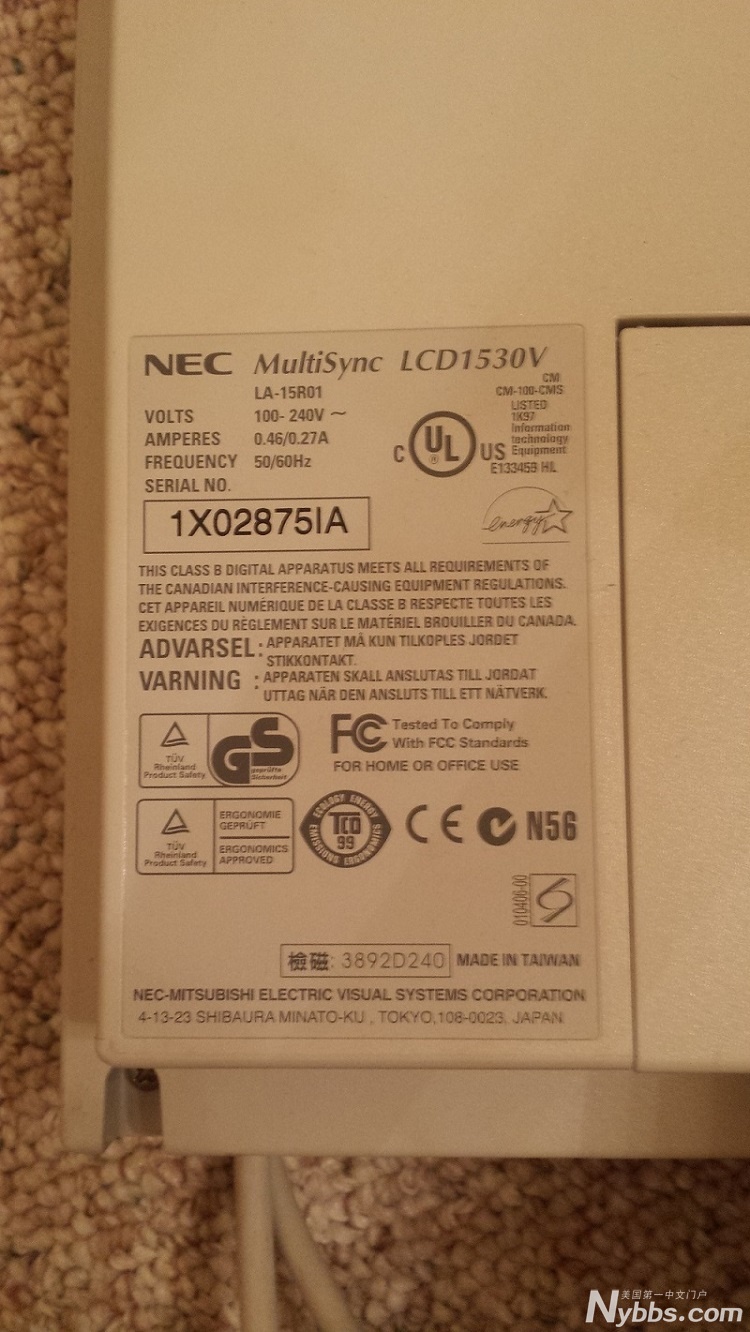 NEC MultiSync LCD1530V
LA-15R01
VOLTS 100-240V ~
AMPERES 0.46/0.27A
FREQUENCY 50/60Hz
SERIAL NO.
1X02875IA
CM
CM-100-CMS
LISTED
1K97
Information
technology
Equipment
E133459 HL
C UL ® US
energy
THIS CLASS B DIGITAL APPARATUS MEETS ALL REQUIREMENTS OF
THE CANADIAN INTERFERENCE-CAUSING EQUIPMENT REGULATIONS.
CET APPAREIL NUMÉRIQUE DE LA CLASSE B RESPECTE TOUTES LES
EXIGENCES DU RÈGLEMENT SUR LE MATÉRIEL BROUILLER DU CANADA.
ADVARSEL: APPARATET MÅ KUN TILKOPLES JORDET
STIKKONTAKT.
VARNING : APPARATEN SKALL ANSLUTAS TILL JORDAT
UTTAG NÄR DEN ANSLUTS TILL ETT NÄTVERK.
TÜV
Rheinland
Product Safety
GS
geprüfte
Sicherheit
FC Tested To Comply
With FCC Standards
FOR HOME OR OFFICE USE
TÜV
Rheinland
Product Safety
ERGONOMIE
GEPRÜFT
ERGONOMICS
APPROVED
ECOLOGY ENERGY
TCO
99
EMISSIONS ERGONOMICS
CE N56
010406-00
檢磁: 3892D240 MADE IN TAIWAN
NEC-MITSUBISHI ELECTRIC VISUAL SYSTEMS CORPORATION
4-13-23 SHIBAURA MINATO-KU , TOKYO,108-0023, JAPAN
美国第一中文门户
Nybbs.com